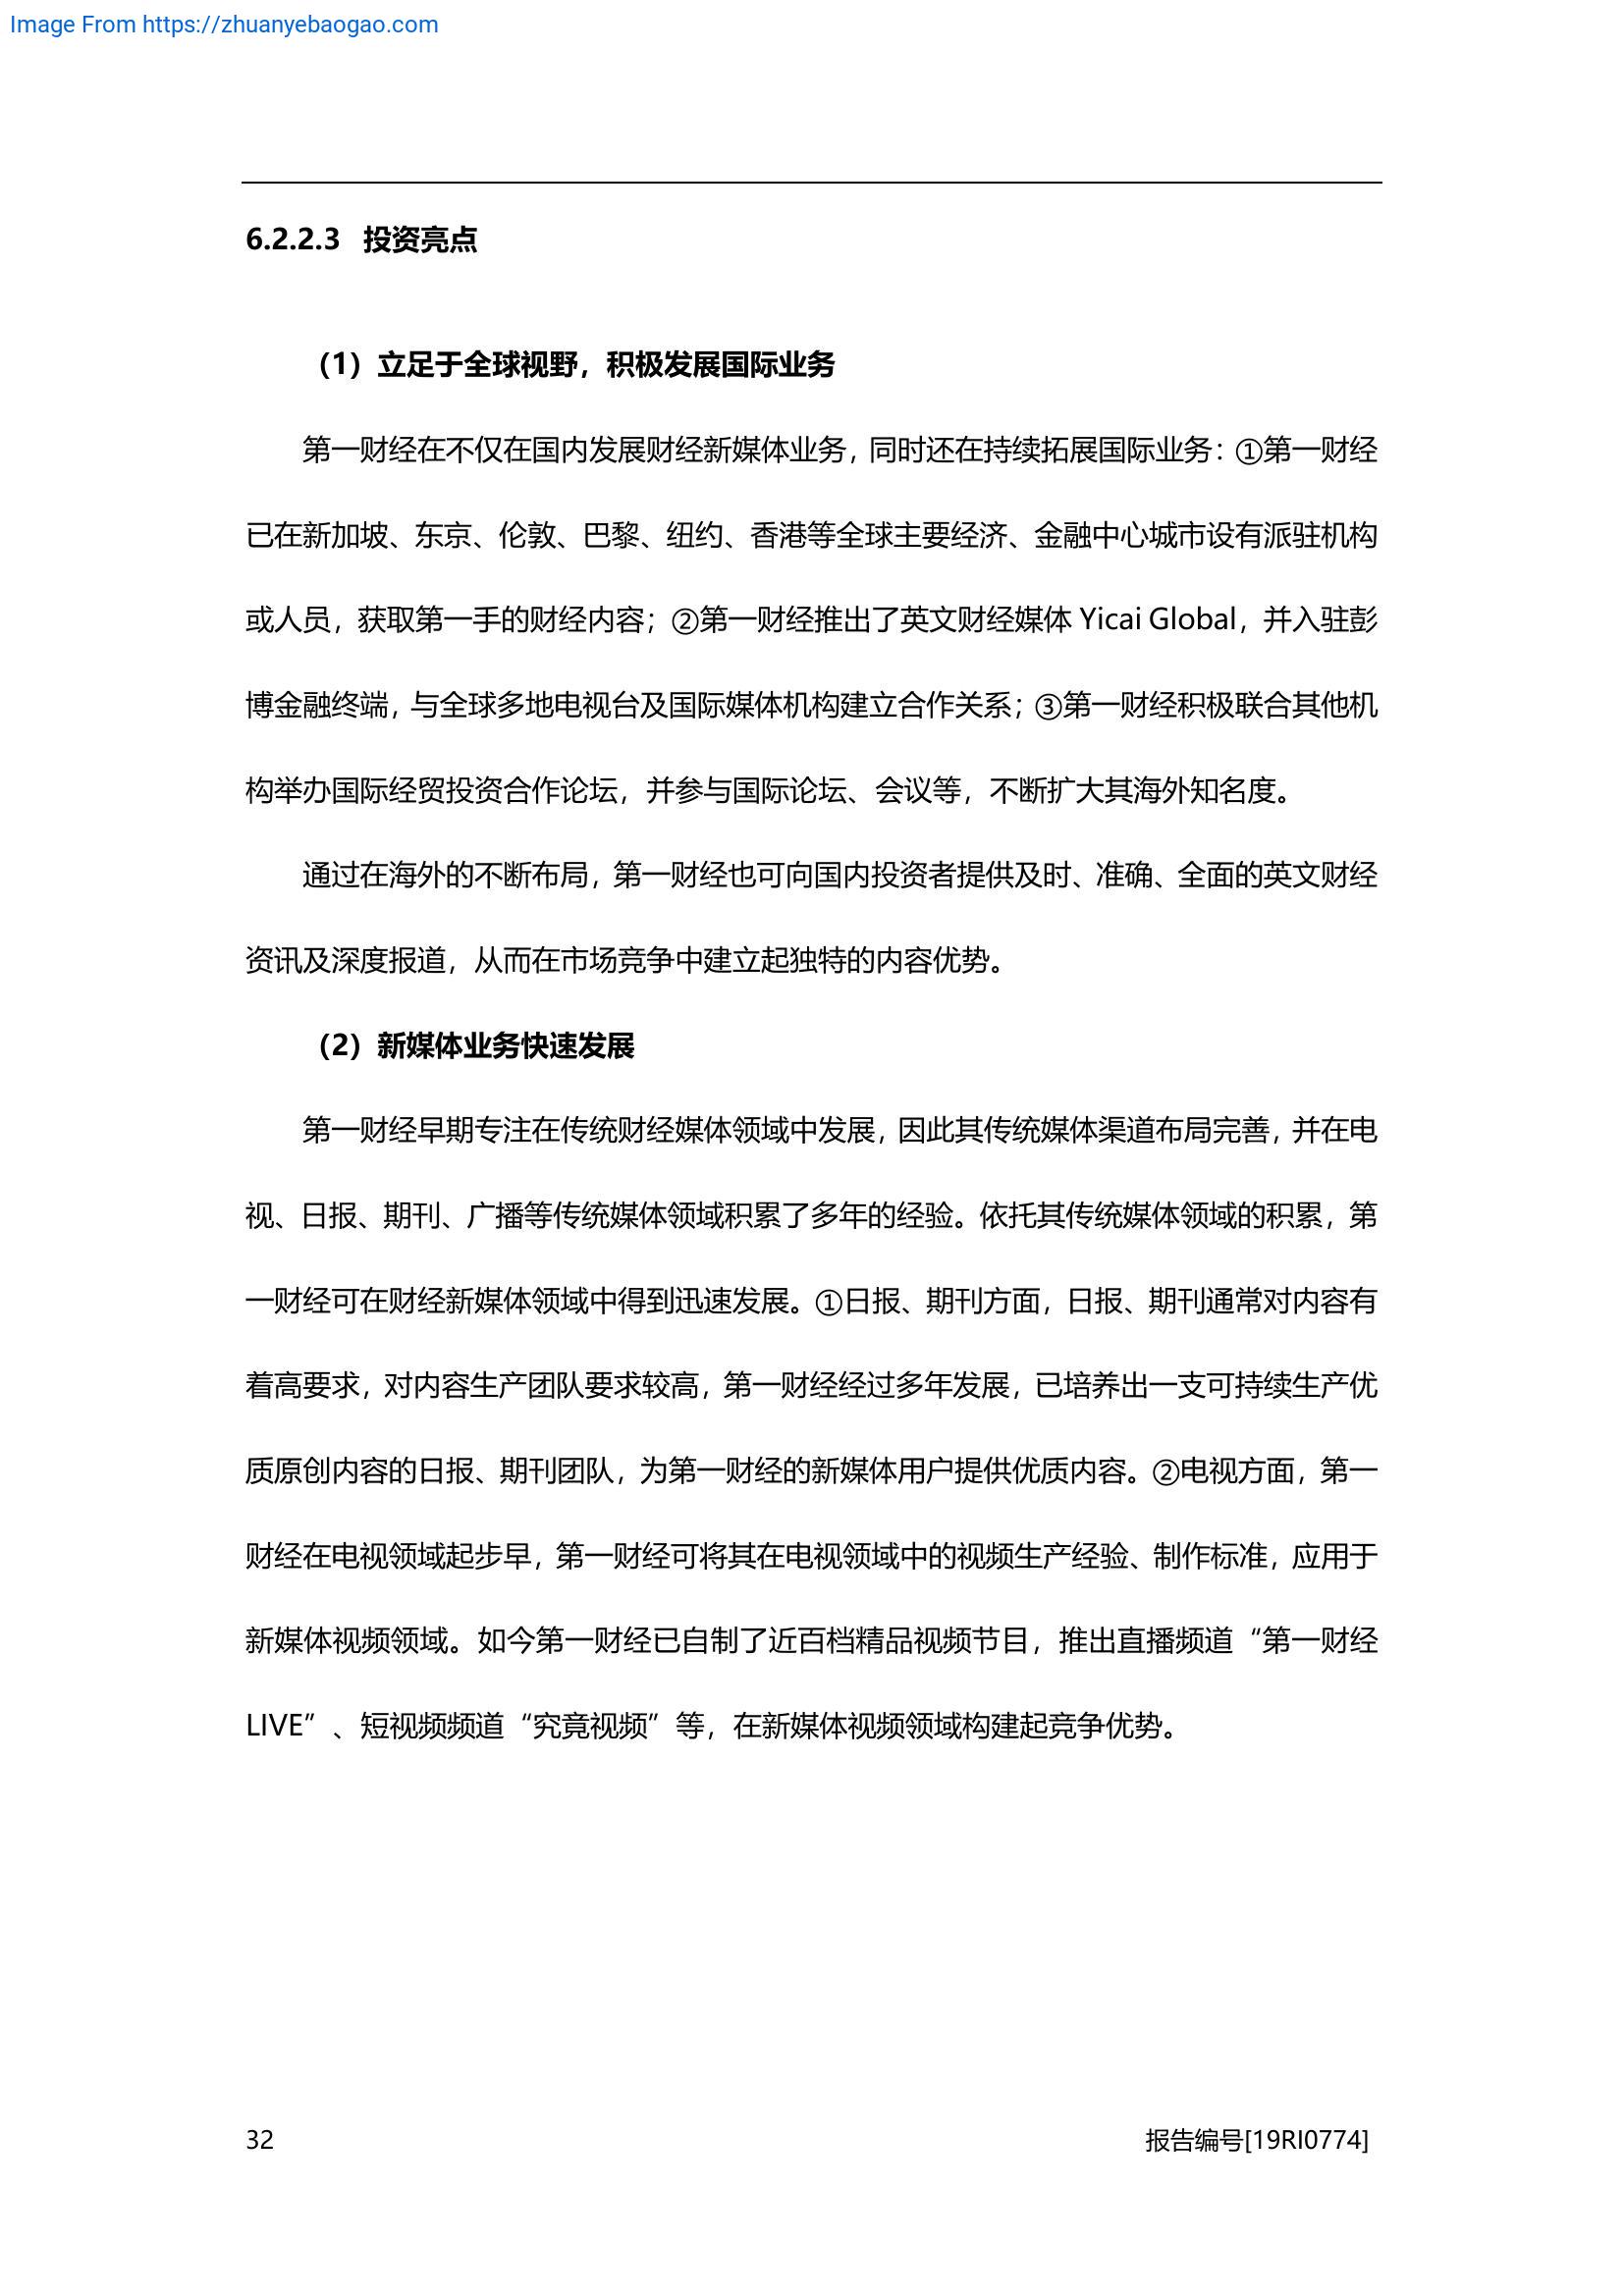 Image From https://zhuanyebaogao.com
6.2.2.3 投资亮点
（1）立足于全球视野，积极发展国际业务
第一财经在不仅在国内发展财经新媒体业务，同时还在持续拓展国际业务：①第一财经
已在新加坡、东京、伦敦、巴黎、纽约、香港等全球主要经济、金融中心城市设有派驻机构
或人员，获取第一手的财经内容；②第一财经推出了英文财经媒体 Yicai Global，并入驻彭
博金融终端，与全球多地电视台及国际媒体机构建立合作关系；③第一财经积极联合其他机
构举办国际经贸投资合作论坛，并参与国际论坛、会议等，不断扩大其海外知名度。
通过在海外的不断布局，第一财经也可向国内投资者提供及时、准确、全面的英文财经
资讯及深度报道，从而在市场竞争中建立起独特的内容优势。
（2）新媒体业务快速发展
第一财经早期专注在传统财经媒体领域中发展，因此其传统媒体渠道布局完善，并在电
视、日报、期刊、广播等传统媒体领域积累了多年的经验。依托其传统媒体领域的积累，第
一财经可在财经新媒体领域中得到迅速发展。①日报、期刊方面，日报、期刊通常对内容有
着高要求，对内容生产团队要求较高，第一财经经过多年发展，已培养出一支可持续生产优
质原创内容的日报、期刊团队，为第一财经的新媒体用户提供优质内容。②电视方面，第一
财经在电视领域起步早，第一财经可将其在电视领域中的视频生产经验、制作标准，应用于
新媒体视频领域。如今第一财经已自制了近百档精品视频节目，推出直播频道“第一财经
LIVE”、短视频频道“究竟视频”等，在新媒体视频领域构建起竞争优势。
32 报告编号[19RI0774]